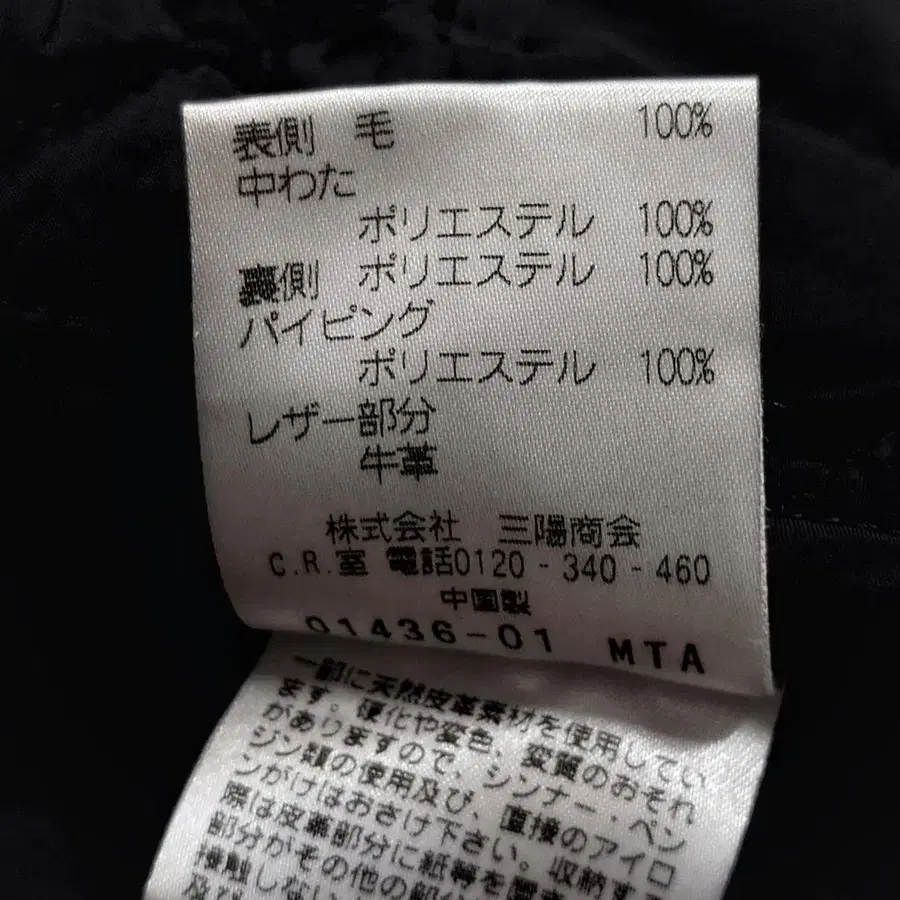 表側 毛 100%
中わた
ポリエステル 100%
裏側 ポリエステル 100%
パイピング
ポリエステル 100%
レザー部分
牛革
株式会社 三陽商会
C.R.室 電話0120-340-460
中国製
01436-01 MTA
一部に天然皮革素材を使用してい
ます。硬化や変色、変質のおそれ
がありますので、シンナー、ベン
ジン類の使用及び、直接のアイロ
ンがけはおさけ下さい。収納す
際は皮革部分に紙等を置き
部分がその他の部分
接触しない
及び